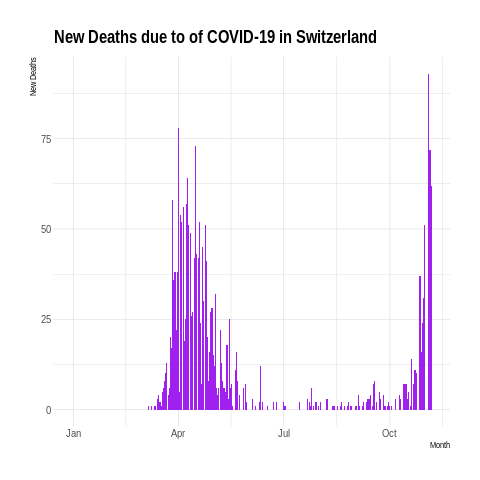 New Deaths due to of COVID-19 in Switzerland
New Deaths
75
50
25
0
Jan Apr Jul Oct
Month